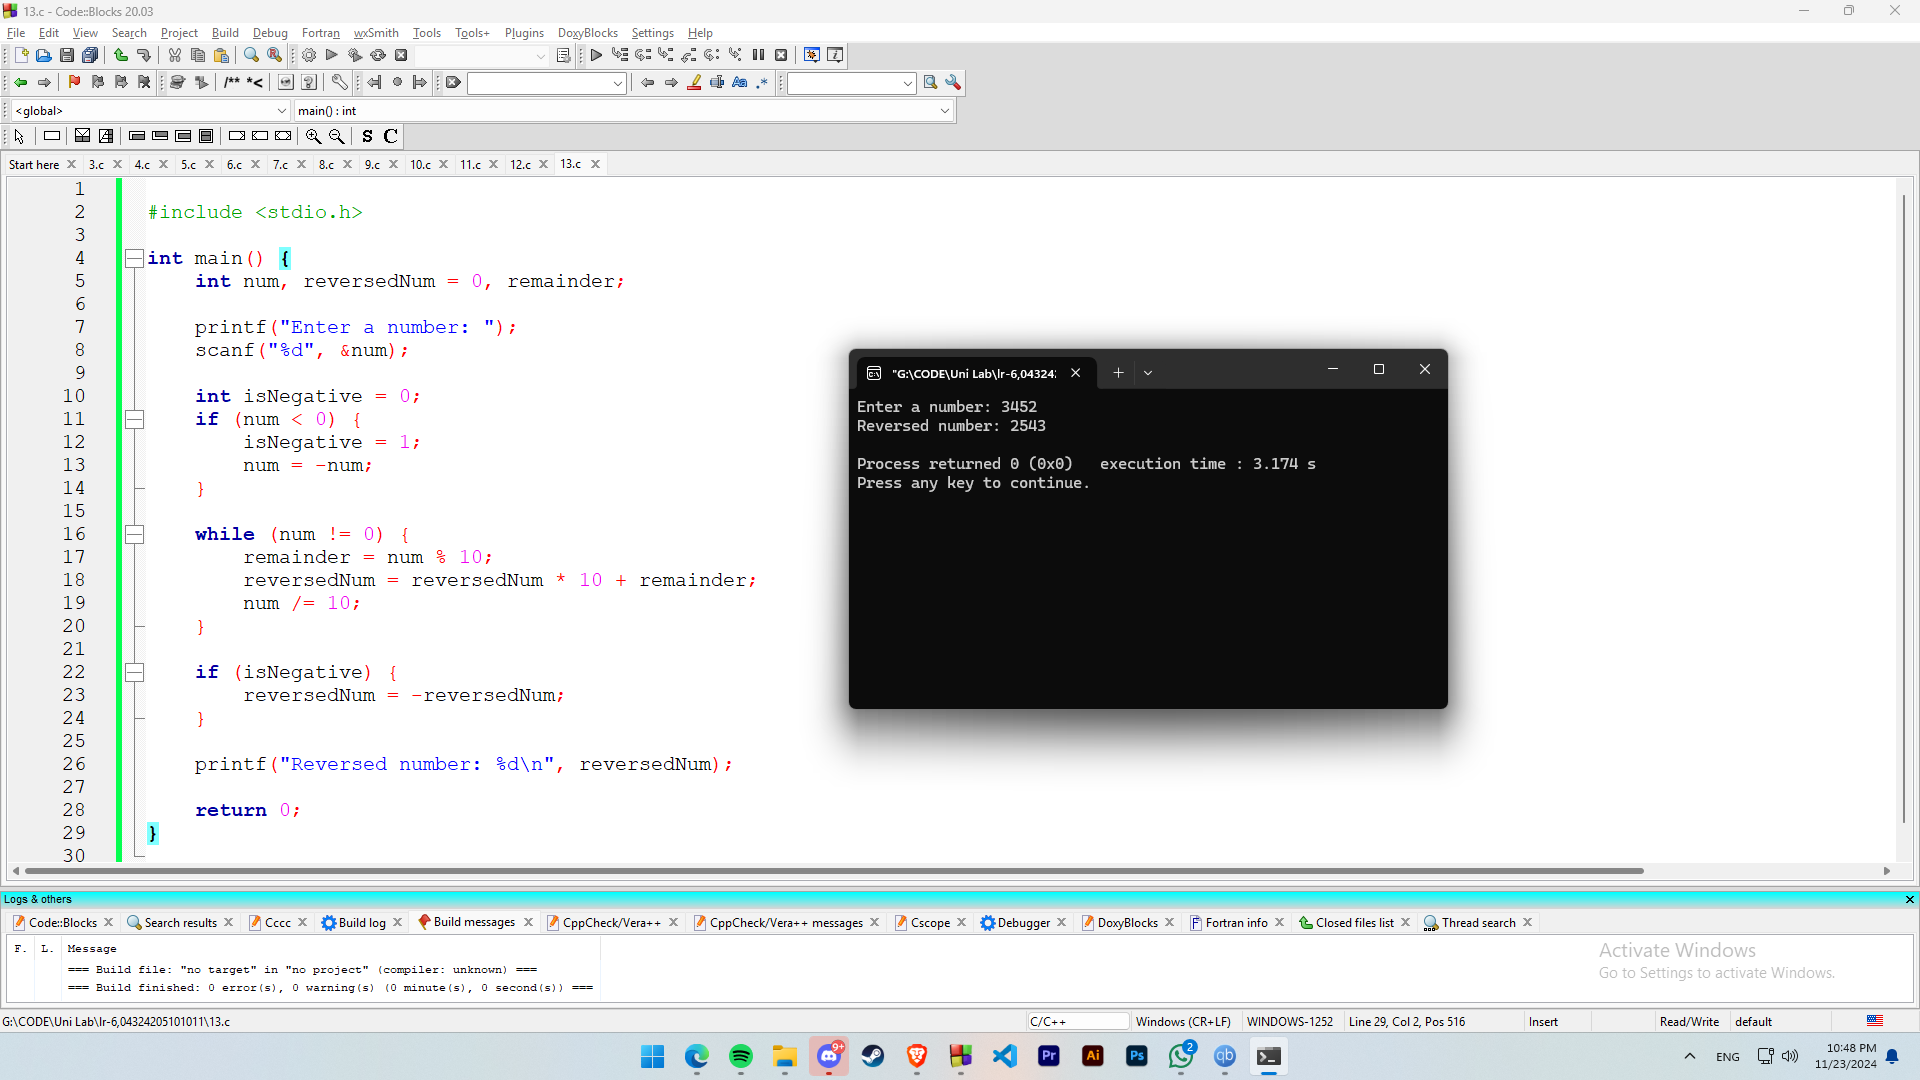 13.c - Code::Blocks 20.03
File Edit View Search Project Build Debug Fortran wxSmith Tools Tools+ Plugins DoxyBlocks Settings Help
/** *<
Aa .*
<global> main() : int
S C
Start here 3.c 4.c 5.c 6.c 7.c 8.c 9.c 10.c 11.c 12.c 13.c
1
2 #include <stdio.h>
3
4 int main() {
5 int num, reversedNum = 0, remainder;
6
7 printf("Enter a number: ");
8 scanf("%d", &num);
9
10 int isNegative = 0;
11 if (num < 0) {
12 isNegative = 1;
13 num = -num;
14 }
15
16 while (num != 0) {
17 remainder = num % 10;
18 reversedNum = reversedNum * 10 + remainder;
19 num /= 10;
20 }
21
22 if (isNegative) {
23 reversedNum = -reversedNum;
24 }
25
26 printf("Reversed number: %d\n", reversedNum);
27
28 return 0;
29 }
30
"G:\CODE\Uni Lab\lr-6,04324:
Enter a number: 3452
Reversed number: 2543
Process returned 0 (0x0) execution time : 3.174 s
Press any key to continue.
Logs & others
Code::Blocks Search results Cccc Build log Build messages CppCheck/Vera++ CppCheck/Vera++ messages Cscope Debugger DoxyBlocks Fortran info Closed files list Thread search
F. L. Message
=== Build file: "no target" in "no project" (compiler: unknown) ===
=== Build finished: 0 error(s), 0 warning(s) (0 minute(s), 0 second(s)) ===
Activate Windows
Go to Settings to activate Windows.
G:\CODE\Uni Lab\lr-6,04324205101011\13.c C/C++ Windows (CR+LF) WINDOWS-1252 Line 29, Col 2, Pos 516 Insert Read/Write default
9+ Pr Ai Ps 2 qb
ENG 10:48 PM
11/23/2024